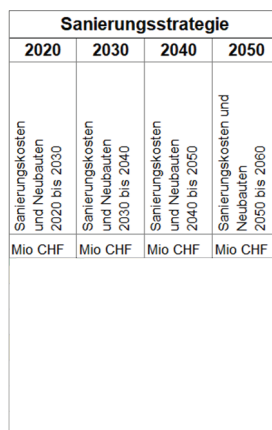 Sanierungsstrategie
2020 2030 2040 2050
Sanierungskosten
und Neubauten
2020 bis 2030
Sanierungskosten
und Neubauten
2030 bis 2040
Sanierungskosten
und Neubauten
2040 bis 2050
Sanierungskosten und
Neubauten
2050 bis 2060
Mio CHF Mio CHF Mio CHF Mio CHF